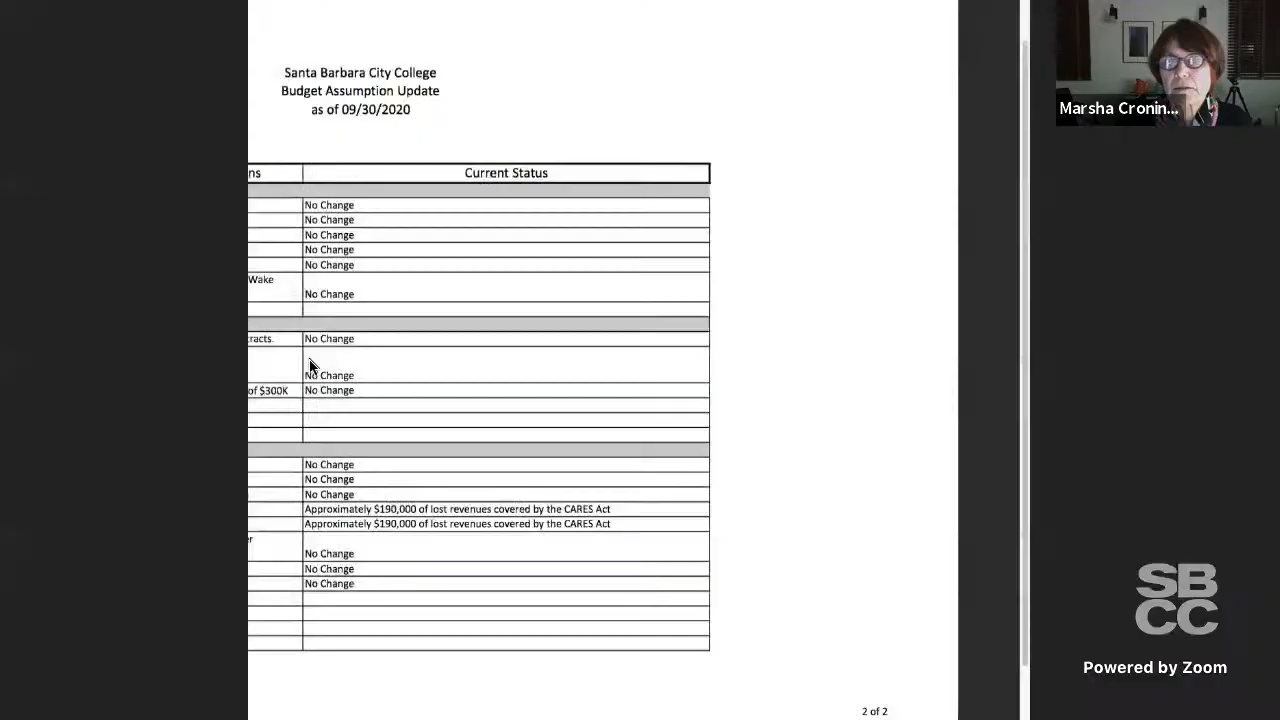 Santa Barbara City College
Budget Assumption Update
as of 09/30/2020
ns Current Status
No Change
No Change
No Change
No Change
No Change
Wake
No Change
racts. No Change
No Change
of $300K No Change
No Change
No Change
No Change
Approximately $190,000 of lost revenues covered by the CARES Act
Approximately $190,000 of lost revenues covered by the CARES Act
er
No Change
No Change
No Change
2 of 2
Marsha Cronin...
SB
CC
Powered by Zoom